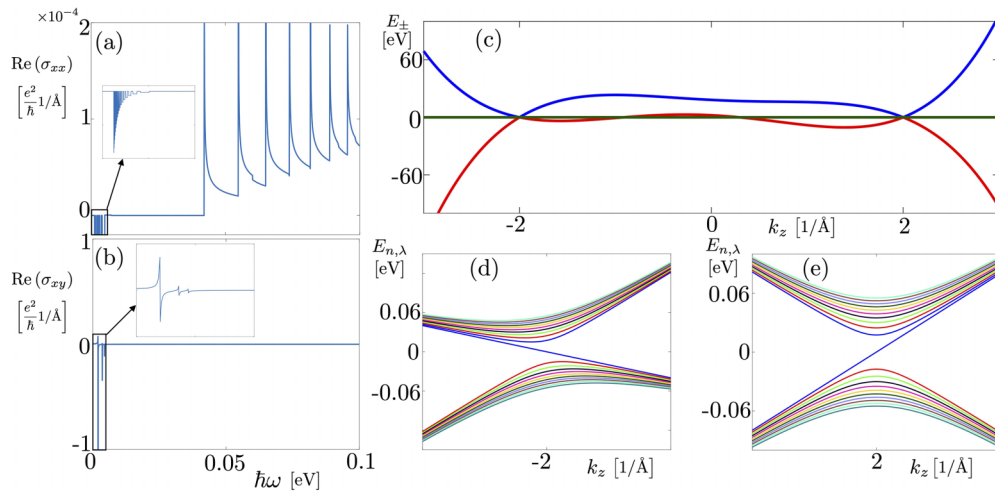 ×10⁻⁴
2
(a)
Re (σxx)
[e²/ħ 1/Å]
1
0
1
(b)
Re (σxy)
[e²/ħ 1/Å]
0
-1
0 0.05 0.1
ħω [eV]
E±
[eV]
(c)
60
0
-60
-2 0 2
kz [1/Å]
En,λ
[eV]
(d)
0.06
0
-0.06
-2
kz [1/Å]
En,λ
[eV]
(e)
0.06
0
-0.06
2
kz [1/Å]